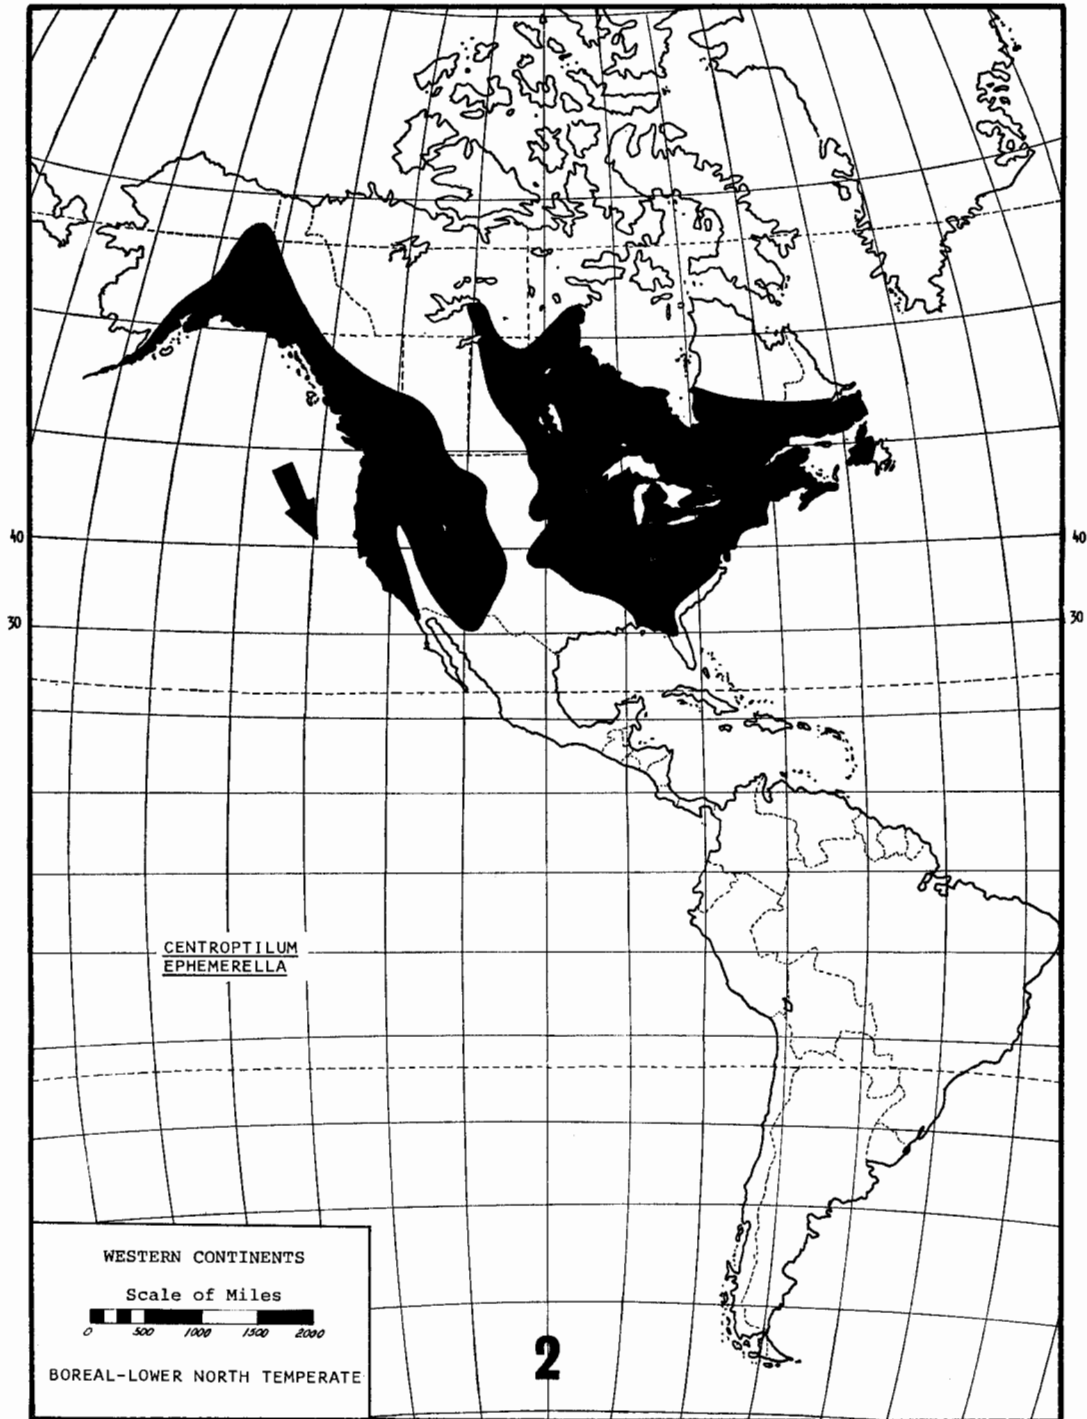 40
40
30
30
CENTROPTILUM
EPHEMERELLA
WESTERN CONTINENTS
Scale of Miles
0 500 1000 1500 2000
BOREAL-LOWER NORTH TEMPERATE
2